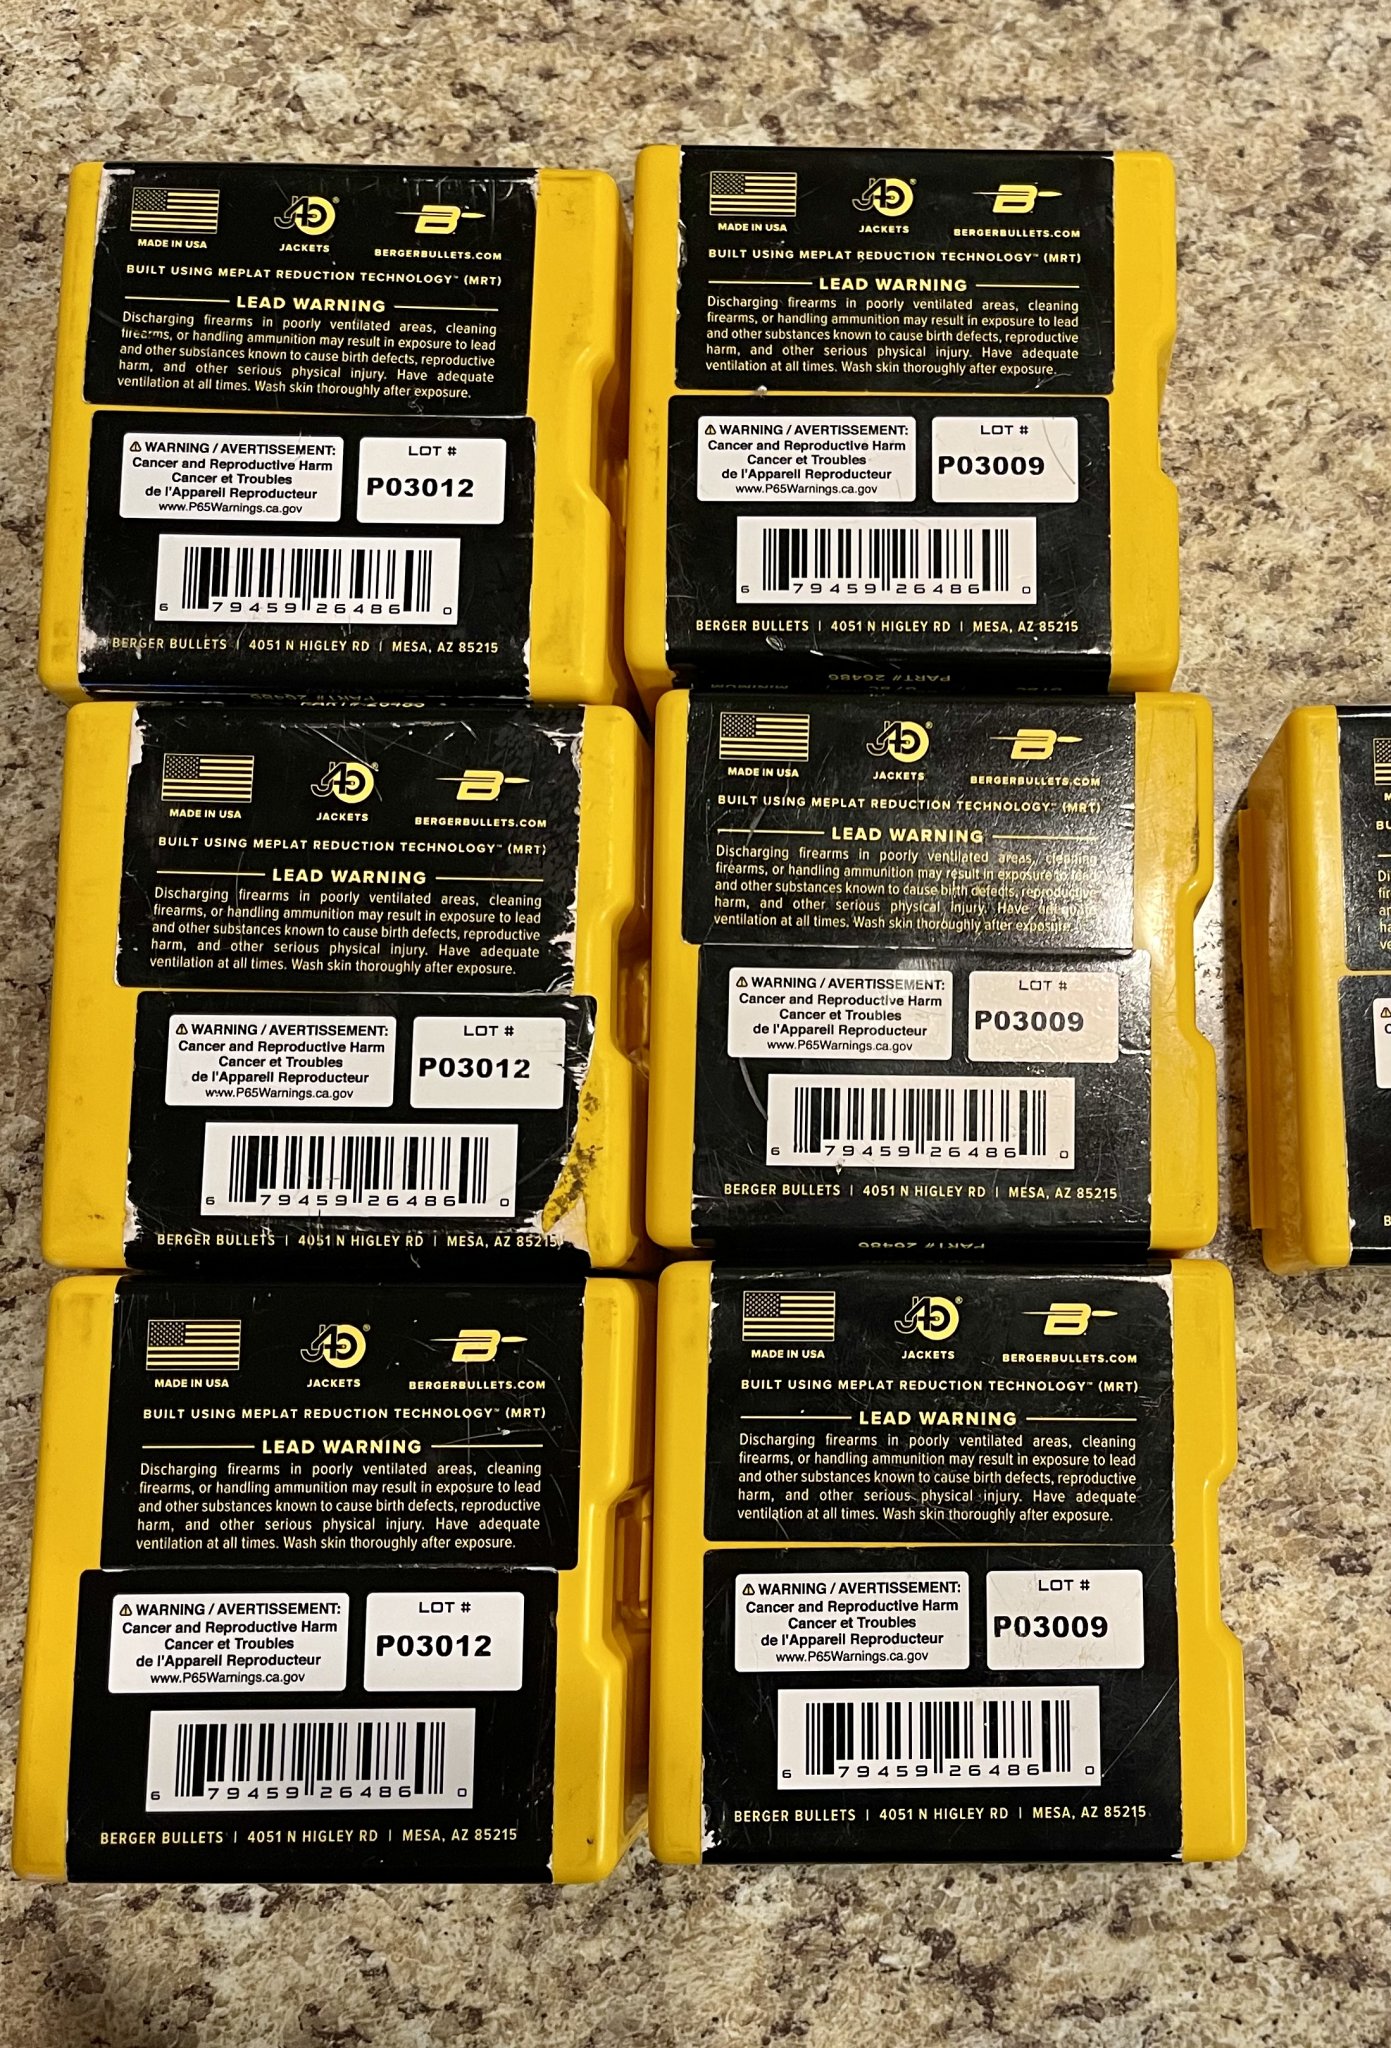 MADE IN USA
JACKETS
BERGERBULLETS.COM
BUILT USING MEPLAT REDUCTION TECHNOLOGY™ (MRT)
LEAD WARNING
Discharging firearms in poorly ventilated areas, cleaning
firearms, or handling ammunition may result in exposure to lead
and other substances known to cause birth defects, reproductive
harm, and other serious physical injury. Have adequate
ventilation at all times. Wash skin thoroughly after exposure.
WARNING / AVERTISSEMENT:
Cancer and Reproductive Harm
Cancer et Troubles
de l'Appareil Reproducteur
www.P65Warnings.ca.gov
LOT #
P03012
6 79459 26486 0
BERGER BULLETS | 4051 N HIGLEY RD | MESA, AZ 85215
PART# 26486
MADE IN USA
JACKETS
BERGERBULLETS.COM
BUILT USING MEPLAT REDUCTION TECHNOLOGY™ (MRT)
LEAD WARNING
Discharging firearms in poorly ventilated areas, cleaning
firearms, or handling ammunition may result in exposure to lead
and other substances known to cause birth defects, reproductive
harm, and other serious physical injury. Have adequate
ventilation at all times. Wash skin thoroughly after exposure.
WARNING / AVERTISSEMENT:
Cancer and Reproductive Harm
Cancer et Troubles
de l'Appareil Reproducteur
www.P65Warnings.ca.gov
LOT #
P03009
6 79459 26486 0
BERGER BULLETS | 4051 N HIGLEY RD | MESA, AZ 85215
PART# 26486
MINIMUM
PART# 26486
MADE IN USA
JACKETS
BERGERBULLETS.COM
BUILT USING MEPLAT REDUCTION TECHNOLOGY™ (MRT)
LEAD WARNING
Discharging firearms in poorly ventilated areas, cleaning
firearms, or handling ammunition may result in exposure to lead
and other substances known to cause birth defects, reproductive
harm, and other serious physical injury. Have adequate
ventilation at all times. Wash skin thoroughly after exposure.
WARNING / AVERTISSEMENT:
Cancer and Reproductive Harm
Cancer et Troubles
de l'Appareil Reproducteur
www.P65Warnings.ca.gov
LOT #
P03012
6 79459 26486 0
BERGER BULLETS | 4051 N HIGLEY RD | MESA, AZ 85215
MADE IN USA
JACKETS
BERGERBULLETS.COM
BUILT USING MEPLAT REDUCTION TECHNOLOGY™ (MRT)
LEAD WARNING
Discharging firearms in poorly ventilated areas, cleaning
firearms, or handling ammunition may result in exposure to lead
and other substances known to cause birth defects, reproductive
harm, and other serious physical injury. Have adequate
ventilation at all times. Wash skin thoroughly after exposure.
WARNING / AVERTISSEMENT:
Cancer and Reproductive Harm
Cancer et Troubles
de l'Appareil Reproducteur
www.P65Warnings.ca.gov
LOT #
P03009
6 79459 26486 0
BERGER BULLETS | 4051 N HIGLEY RD | MESA, AZ 85215
PART# 26486
MADE IN USA
JACKETS
BERGERBULLETS.COM
BUILT USING MEPLAT REDUCTION TECHNOLOGY™ (MRT)
LEAD WARNING
Discharging firearms in poorly ventilated areas, cleaning
firearms, or handling ammunition may result in exposure to lead
and other substances known to cause birth defects, reproductive
harm, and other serious physical injury. Have adequate
ventilation at all times. Wash skin thoroughly after exposure.
WARNING / AVERTISSEMENT:
Cancer and Reproductive Harm
Cancer et Troubles
de l'Appareil Reproducteur
www.P65Warnings.ca.gov
LOT #
P03012
6 79459 26486 0
BERGER BULLETS | 4051 N HIGLEY RD | MESA, AZ 85215
MADE IN USA
JACKETS
BERGERBULLETS.COM
BUILT USING MEPLAT REDUCTION TECHNOLOGY™ (MRT)
LEAD WARNING
Discharging firearms in poorly ventilated areas, cleaning
firearms, or handling ammunition may result in exposure to lead
and other substances known to cause birth defects, reproductive
harm, and other serious physical injury. Have adequate
ventilation at all times. Wash skin thoroughly after exposure.
WARNING / AVERTISSEMENT:
Cancer and Reproductive Harm
Cancer et Troubles
de l'Appareil Reproducteur
www.P65Warnings.ca.gov
LOT #
P03009
6 79459 26486 0
BERGER BULLETS | 4051 N HIGLEY RD | MESA, AZ 85215